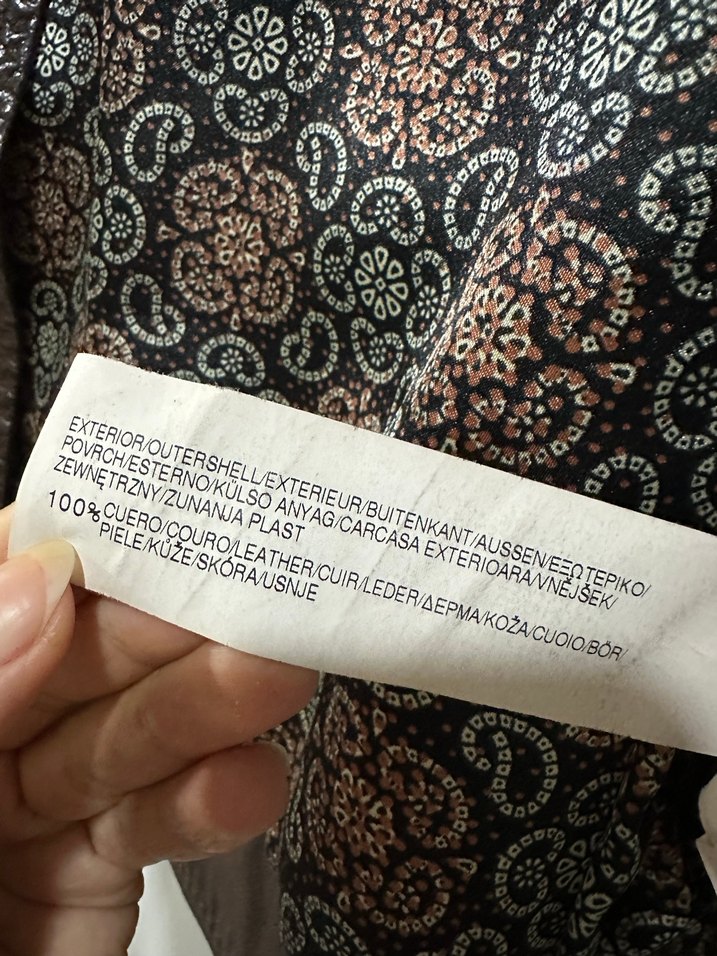 EXTERIOR/OUTERSHELL/EXTERIEUR/BUITENKANT/AUSSEN/ΕΞΩΤΕΡΙΚΟ/
POVRCH/ESTERNO/KÜLSO ANYAG/CARCASA EXTERIOARA/VNĚJŠEK/
ZEWNĘTRZNY/ZUNANJA PLAST
100% CUERO/COURO/LEATHER/CUIR/LEDER/ΔΕΡΜΑ/KOŽA/CUOIO/BŐR/
PIELE/KŮŽE/SKÓRA/USNJE